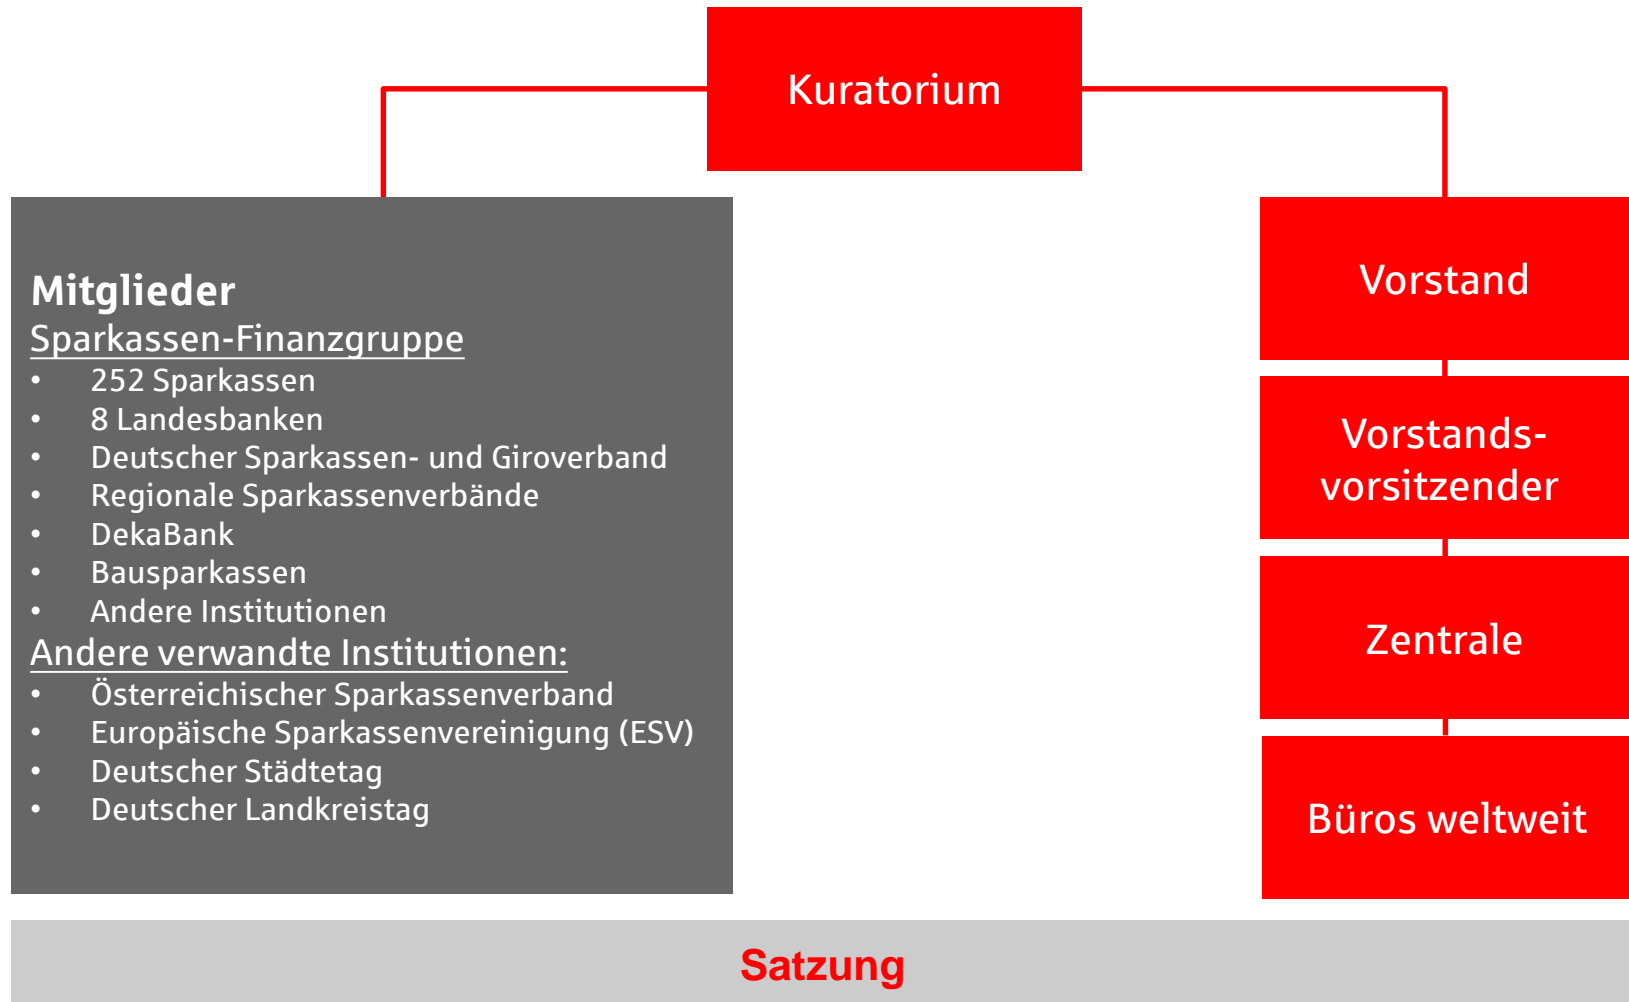 Kuratorium
Mitglieder
Sparkassen-Finanzgruppe
• 252 Sparkassen
• 8 Landesbanken
• Deutscher Sparkassen- und Giroverband
• Regionale Sparkassenverbände
• DekaBank
• Bausparkassen
• Andere Institutionen
Andere verwandte Institutionen:
• Österreichischer Sparkassenverband
• Europäische Sparkassenvereinigung (ESV)
• Deutscher Städtetag
• Deutscher Landkreistag
Vorstand
Vorstands-
vorsitzender
Zentrale
Büros weltweit
Satzung